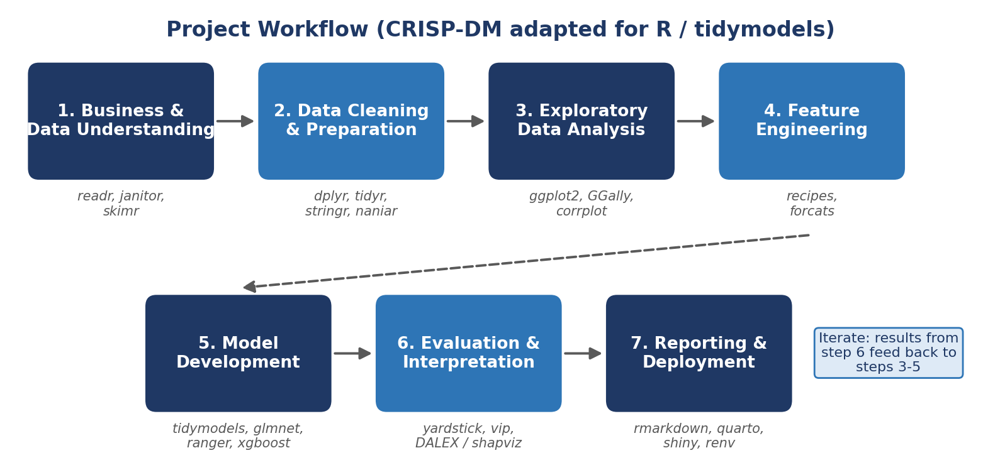 Project Workflow (CRISP-DM adapted for R / tidymodels)
1. Business &
Data Understanding
2. Data Cleaning
& Preparation
3. Exploratory
Data Analysis
4. Feature
Engineering
readr, janitor,
skimr
dplyr, tidyr,
stringr, naniar
ggplot2, GGally,
corrplot
recipes,
forcats
5. Model
Development
6. Evaluation &
Interpretation
7. Reporting &
Deployment
Iterate: results from
step 6 feed back to
steps 3-5
tidymodels, glmnet,
ranger, xgboost
yardstick, vip,
DALEX / shapviz
rmarkdown, quarto,
shiny, renv